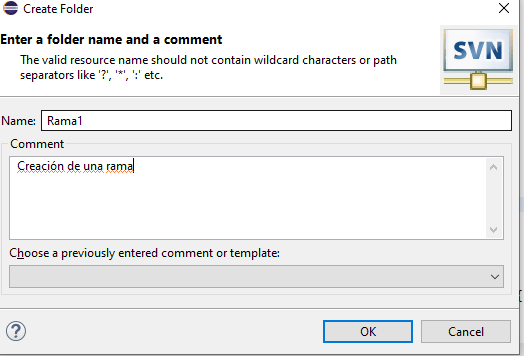 Create Folder
Enter a folder name and a comment
The valid resource name should not contain wildcard characters or path
separators like '?', '*', ':' etc.
SVN
Name: Rama1
Comment
Creación de una rama
Choose a previously entered comment or template:
?
OK Cancel